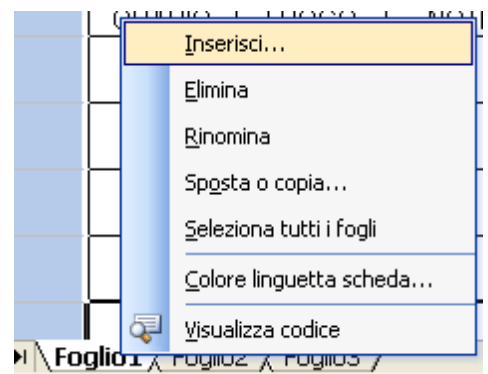 Inserisci...
Elimina
Rinomina
Sposta o copia...
Seleziona tutti i fogli
Colore linguetta scheda...
Visualizza codice
Foglio1 Foglio2 Foglio3